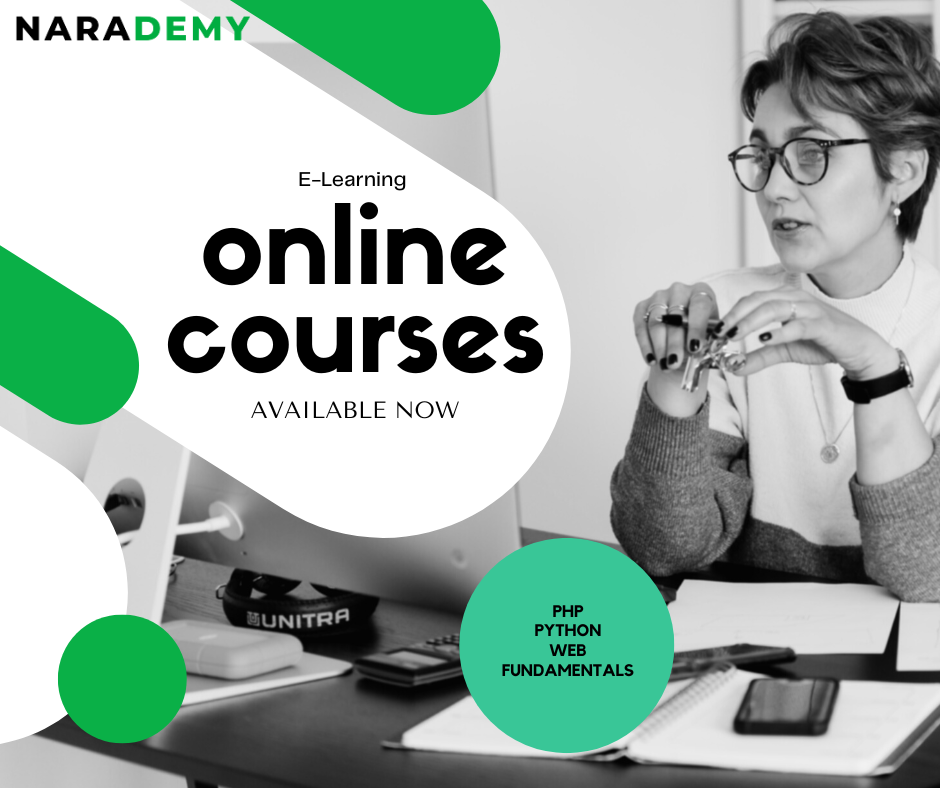 NARADEMY
E-Learning
online
courses
AVAILABLE NOW
UNITRA
PHP
PYTHON
WEB
FUNDAMENTALS